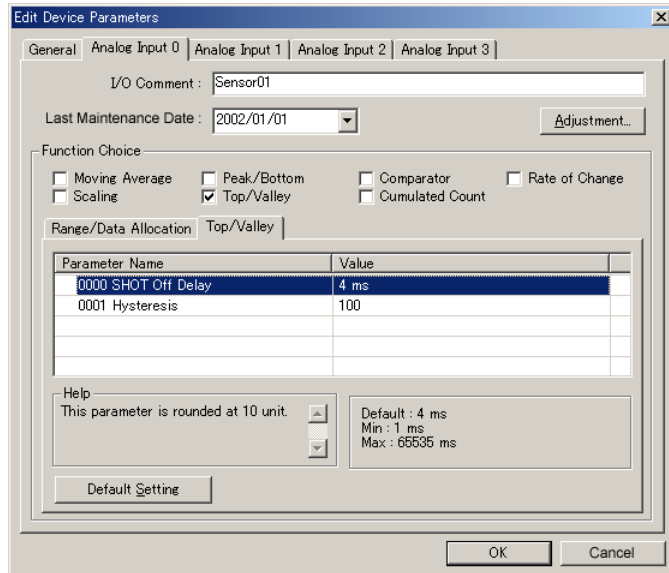 Edit Device Parameters
General Analog Input 0 Analog Input 1 Analog Input 2 Analog Input 3
I/O Comment : Sensor01
Last Maintenance Date : 2002/01/01 Adjustment...
Function Choice
Moving Average Peak/Bottom Comparator Rate of Change
Scaling Top/Valley Cumulated Count
Range/Data Allocation Top/Valley
Parameter Name Value
0000 SHOT Off Delay 4 ms
0001 Hysteresis 100
Help
This parameter is rounded at 10 unit.
Default : 4 ms
Min : 1 ms
Max : 65535 ms
Default Setting
OK Cancel